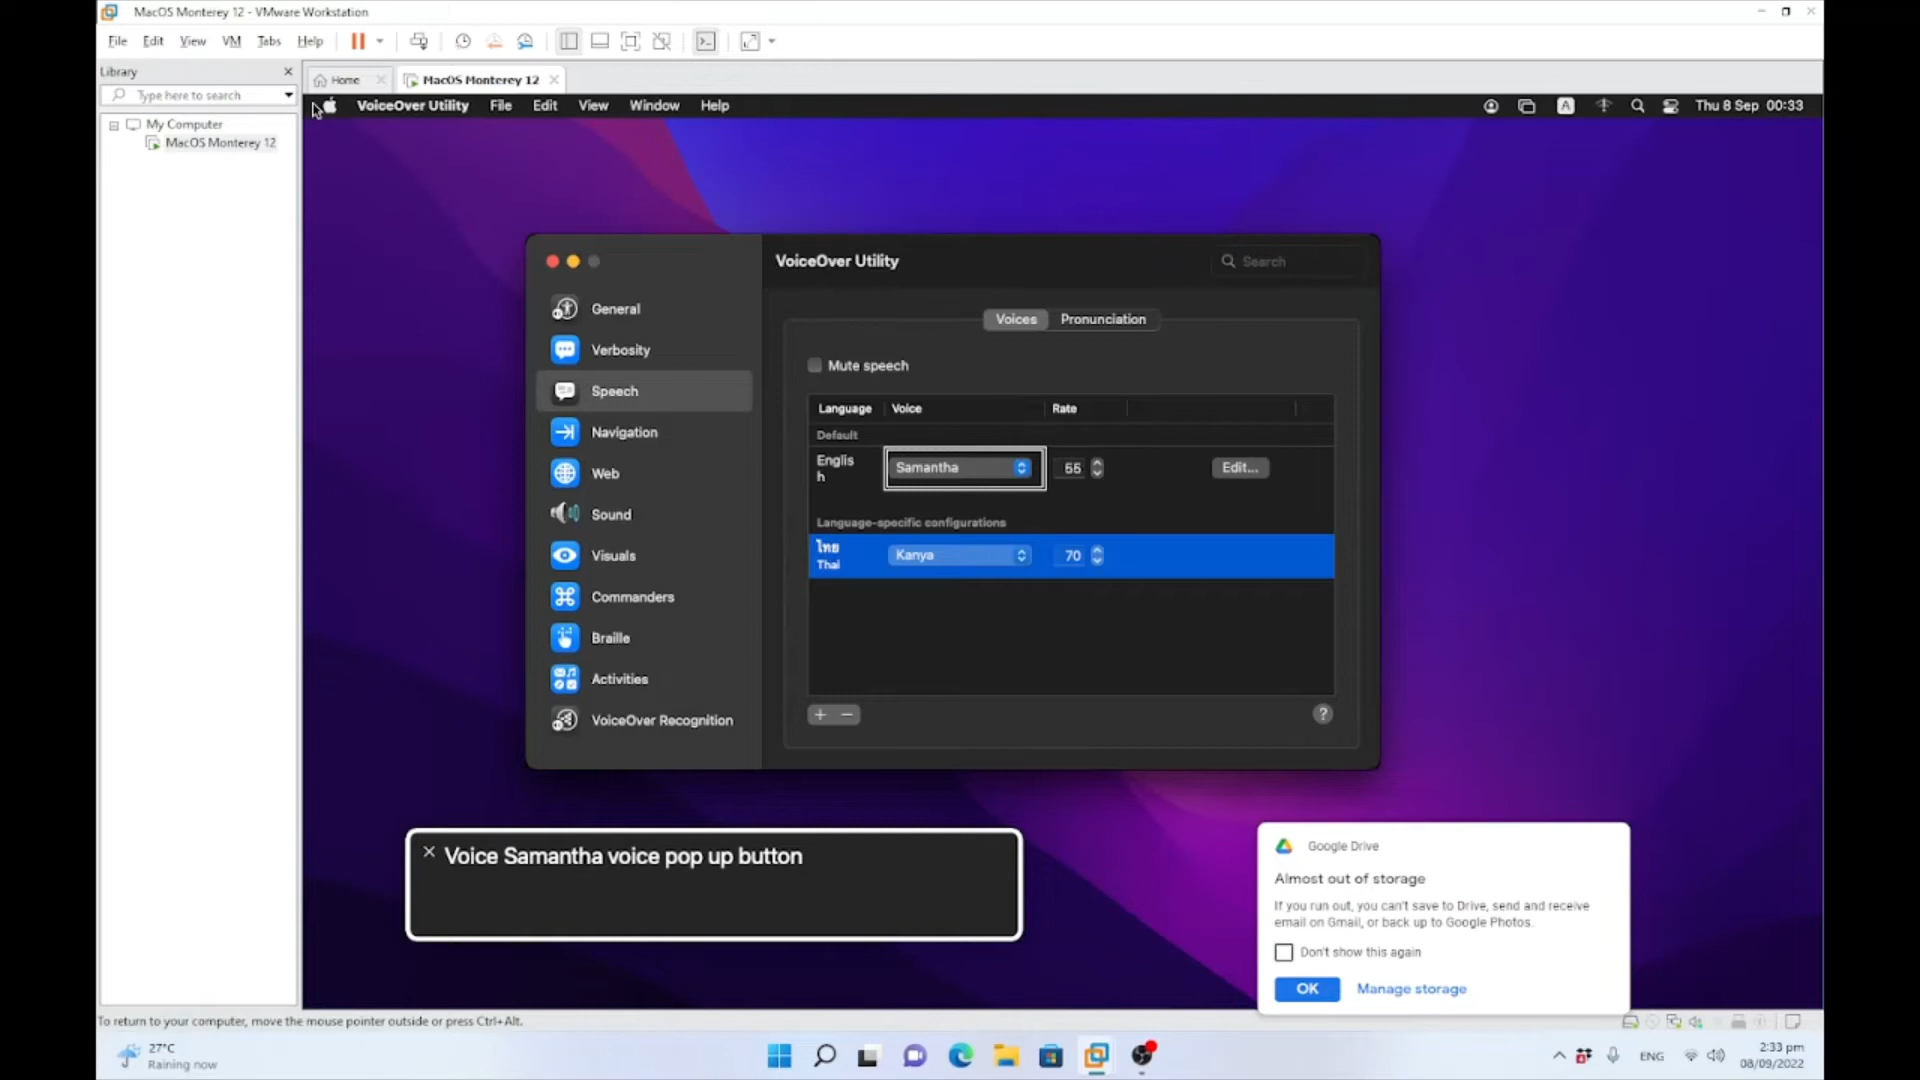 MacOS Monterey 12 - VMware Workstation
File Edit View VM Tabs Help
Library
Type here to search
My Computer
MacOS Monterey 12
Home
MacOS Monterey 12
VoiceOver Utility File Edit View Window Help
A
Thu 8 Sep 00:33
General
Verbosity
Speech
Navigation
Web
Sound
Visuals
Commanders
Braille
Activities
VoiceOver Recognition
VoiceOver Utility
Search
Voices Pronunciation
Mute speech
Language Voice Rate
Default
Englis
h
Samantha
55
Edit...
Language-specific configurations
ไทย
Thai
Kanya
70
+ −
?
Voice Samantha voice pop up button
Google Drive
Almost out of storage
If you run out, you can't save to Drive, send and receive
email on Gmail, or back up to Google Photos.
Don't show this again
OK Manage storage
To return to your computer, move the mouse pointer outside or press Ctrl+Alt.
27°C
Raining now
ENG
2:33 pm
08/09/2022